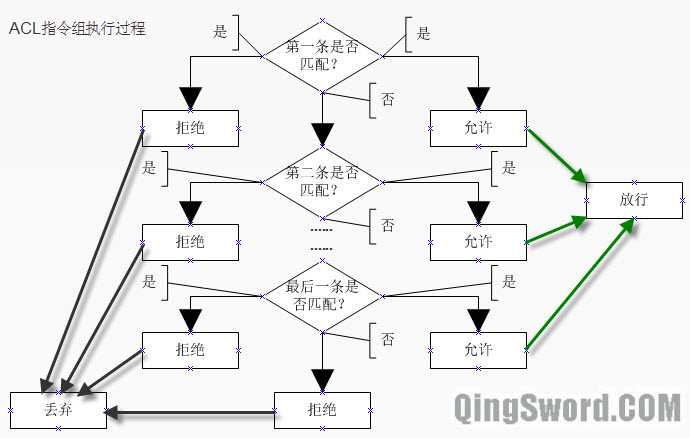 ACL指令组执行过程
是
第一条是否
匹配？
是
否
拒绝
允许
是
第二条是否
匹配？
是
放行
否
拒绝
......
允许
......
是
最后一条是
否匹配？
是
否
拒绝
允许
丢弃
拒绝
QingSword.COM